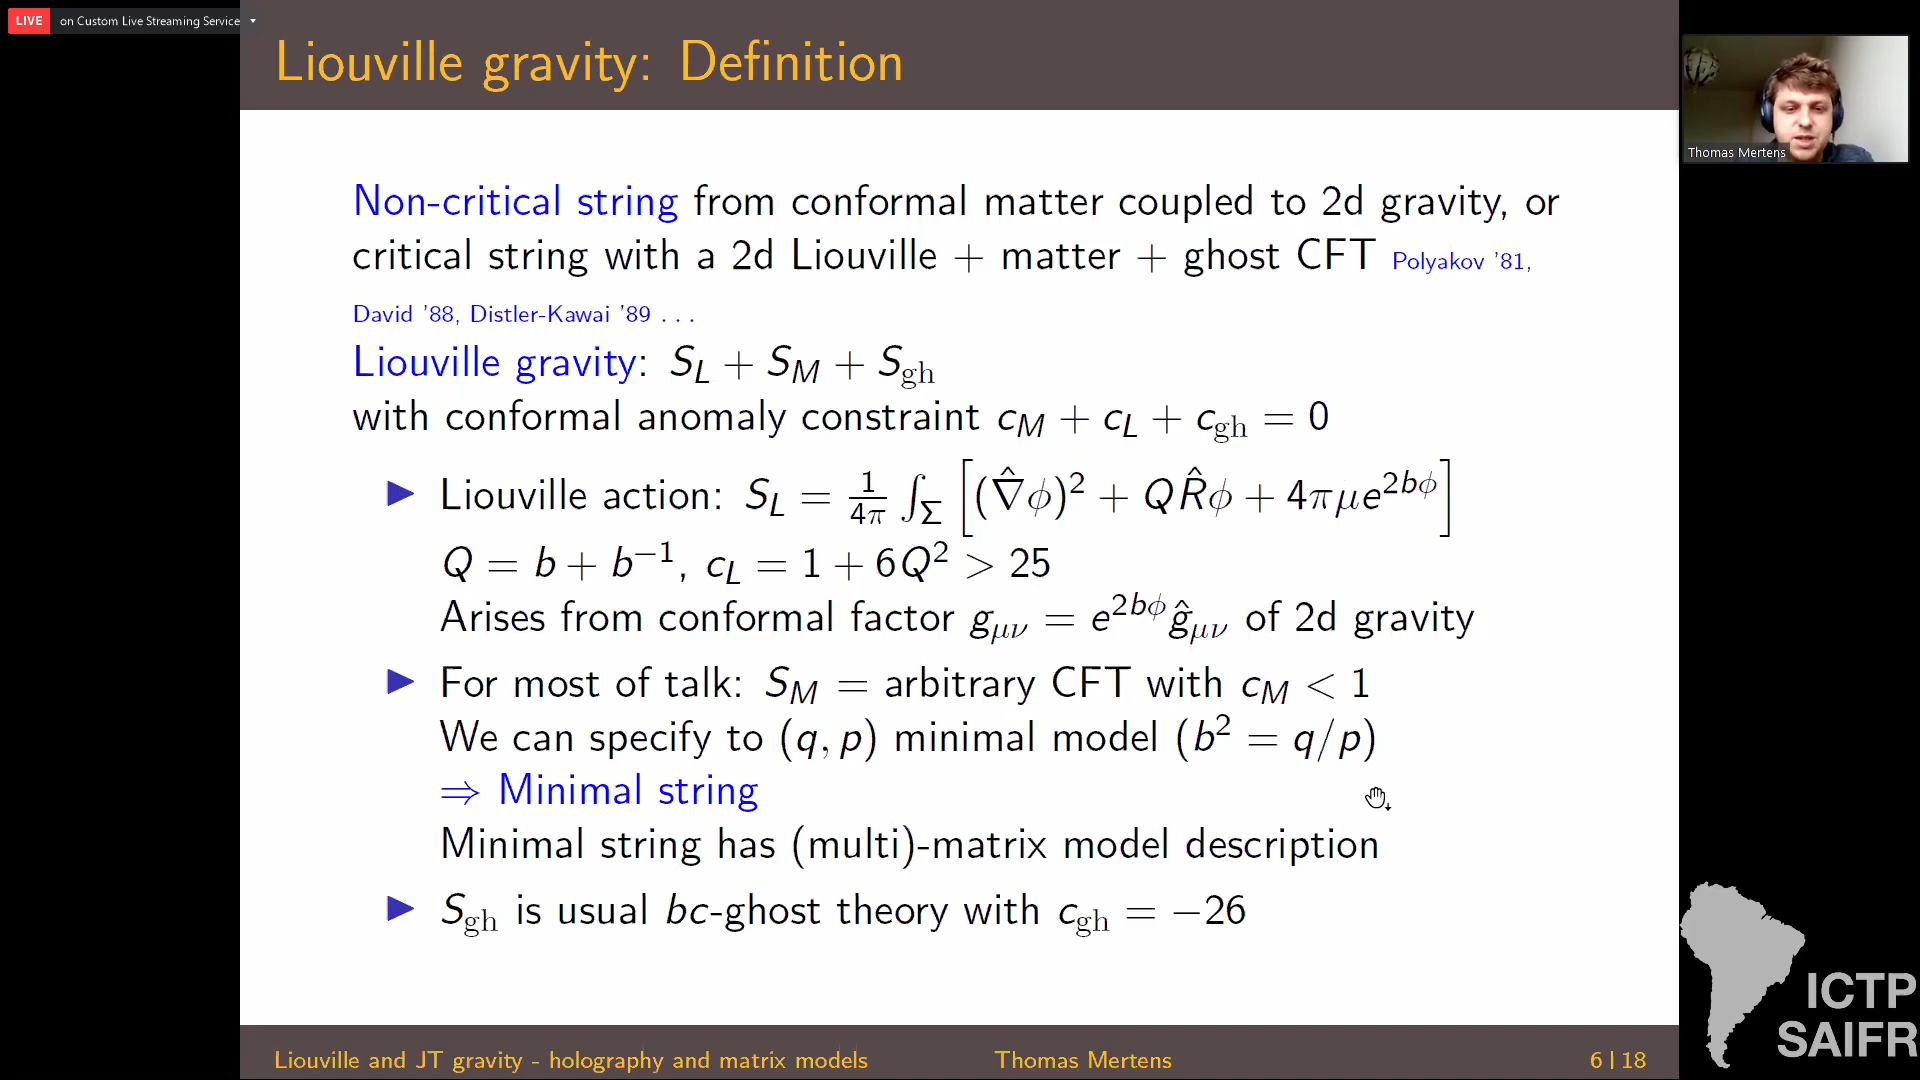 LIVE on Custom Live Streaming Service
Liouville gravity: Definition
Thomas Mertens
Non-critical string from conformal matter coupled to 2d gravity, or
critical string with a 2d Liouville + matter + ghost CFT Polyakov '81,
David '88, Distler-Kawai '89 . . .
Liouville gravity: S_L + S_M + S_gh
with conformal anomaly constraint c_M + c_L + c_gh = 0
▶ Liouville action: S_L = 1/4π ∫_Σ [(∇̂φ)² + QR̂φ + 4πμe^{2bφ}]
Q = b + b⁻¹, c_L = 1 + 6Q² > 25
Arises from conformal factor g_μν = e^{2bφ}ĝ_μν of 2d gravity
▶ For most of talk: S_M = arbitrary CFT with c_M < 1
We can specify to (q, p) minimal model (b² = q/p)
⇒ Minimal string
Minimal string has (multi)-matrix model description
▶ S_gh is usual bc-ghost theory with c_gh = −26
ICTP
SAIFR
Liouville and JT gravity - holography and matrix models Thomas Mertens 6 | 18